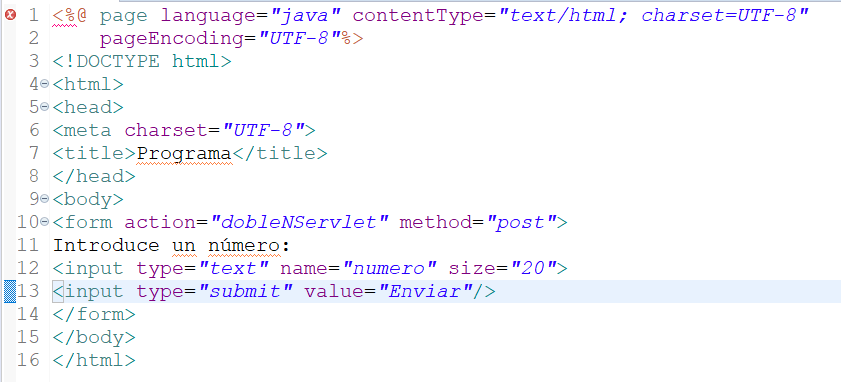 1 <%@ page language="java" contentType="text/html; charset=UTF-8"
2     pageEncoding="UTF-8"%>
3 <!DOCTYPE html>
4 <html>
5 <head>
6 <meta charset="UTF-8">
7 <title>Programa</title>
8 </head>
9 <body>
10 <form action="dobleNServlet" method="post">
11 Introduce un número:
12 <input type="text" name="numero" size="20">
13 <input type="submit" value="Enviar"/>
14 </form>
15 </body>
16 </html>